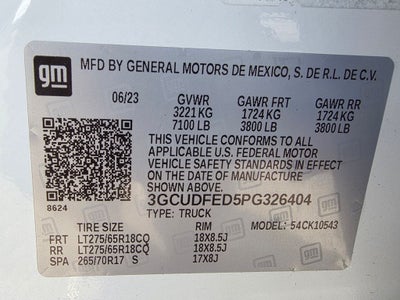 gm MFD BY GENERAL MOTORS DE MEXICO, S. DE R.L. DE C.V.
06/23 GVWR GAWR FRT GAWR RR
3221 KG 1724 KG 1724 KG
7100 LB 3800 LB 3800 LB
THIS VEHICLE CONFORMS TO ALL
APPLICABLE U.S. FEDERAL MOTOR
VEHICLE SAFETY STANDARDS IN EFFECT
ON THE DATE OF MANUFACTURE
SHOWN ABOVE.
8624 3GCUDFED5PG326404
TYPE: TRUCK
TIRE SIZE RIM MODEL: 54CK10543
FRT LT275/65R18CQ 18X8.5J
RR LT275/65R18CQ 18X8.5J
SPA 265/70R17 S 17X8J
gm